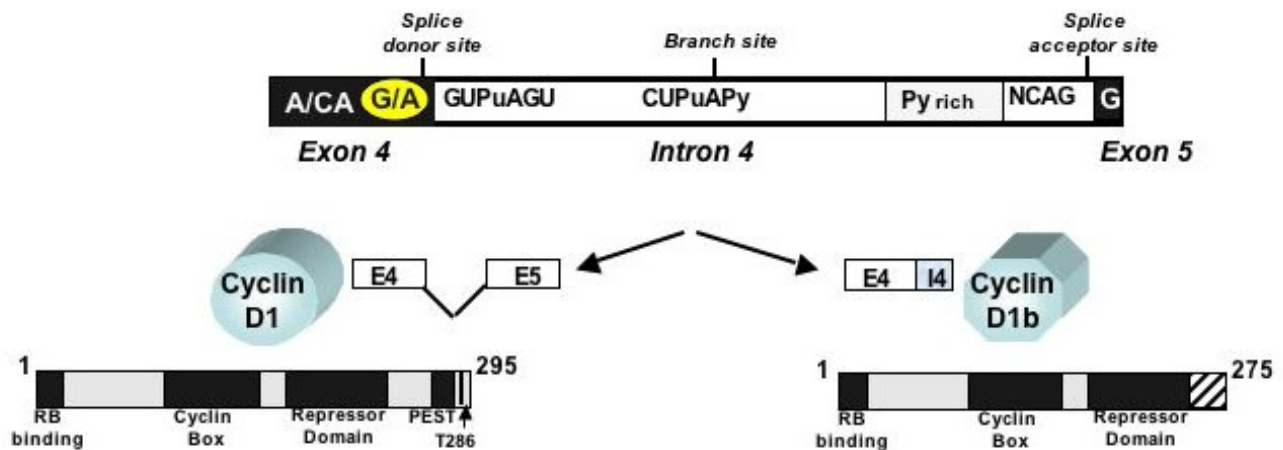 Splice donor site
Branch site
Splice acceptor site
A/CA G/A GUPuAGU CUPuAPy Py rich NCAG G
Exon 4 Intron 4 Exon 5
Cyclin D1
E4 E5
E4 I4
Cyclin D1b
1 295
RB binding
Cyclin Box
Repressor Domain
PEST
T286
1 275
RB binding
Cyclin Box
Repressor Domain